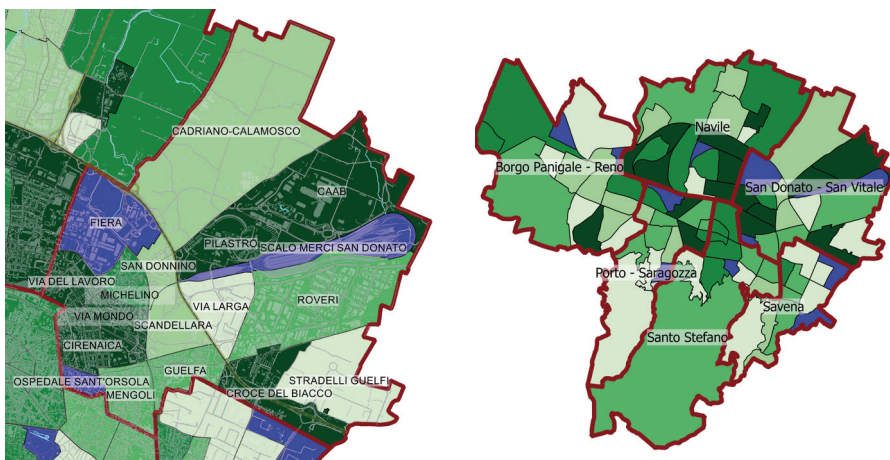 CADRIANO-CALAMOSCO
CAAB
FIERA
PILASTRO
SCALO MERCI SAN DONATO
SAN DONNINO
VIA DEL LAVORO
MICHELINO
VIA LARGA
ROVERI
VIA MONDO
SCANDELLARA
CIRENAICA
GUELFA
OSPEDALE SANT'ORSOLA
STRADELLI GUELFI
CROCE DEL BIACCO
MENGOLI
Navile
Borgo Panigale - Reno
San Donato - San Vitale
Porto - Saragozza
Savena
Santo Stefano